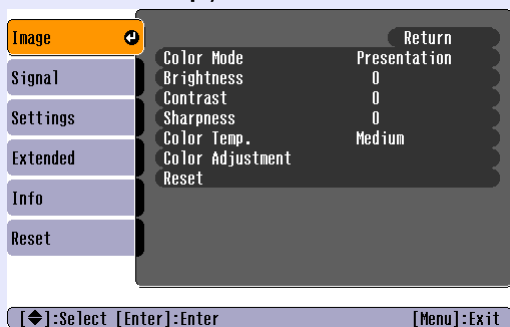 Image
Signal
Settings
Extended
Info
Reset
Return
Color Mode Presentation
Brightness 0
Contrast 0
Sharpness 0
Color Temp. Medium
Color Adjustment
Reset
[◆]:Select [Enter]:Enter [Menu]:Exit